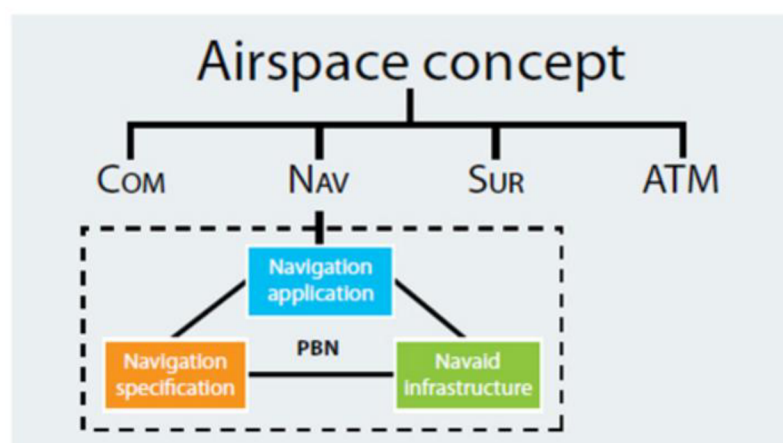 Airspace concept
COM NAV SUR ATM
Navigation
application
PBN
Navigation
specification
Navaid
infrastructure